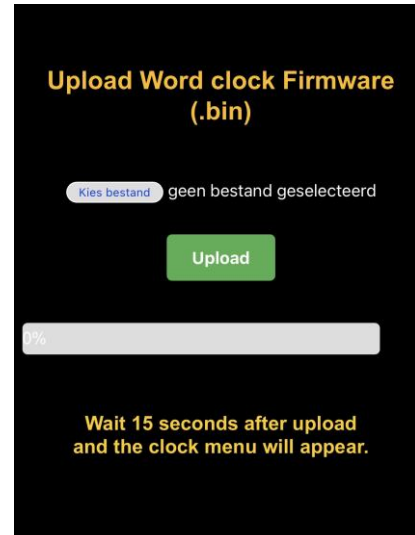 Upload Word clock Firmware
(.bin)
Kies bestand geen bestand geselecteerd
Upload
0%
Wait 15 seconds after upload
and the clock menu will appear.